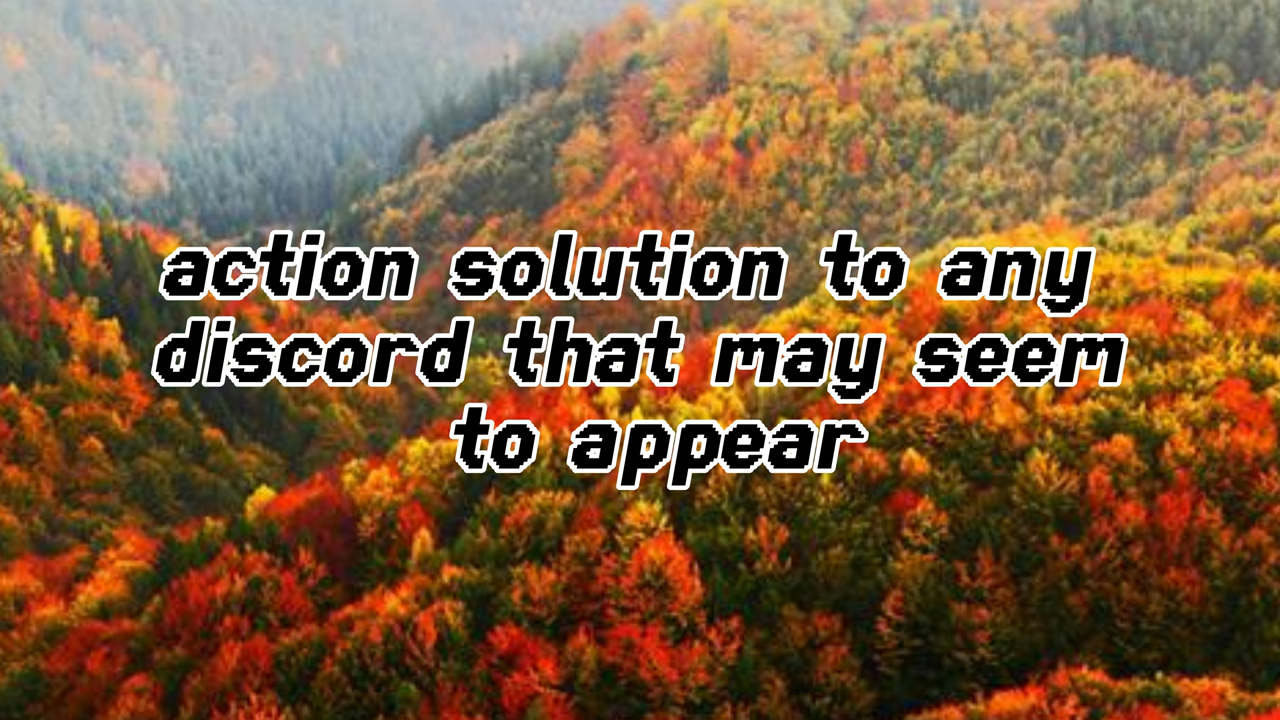 action solution to any
discord that may seem
to appear